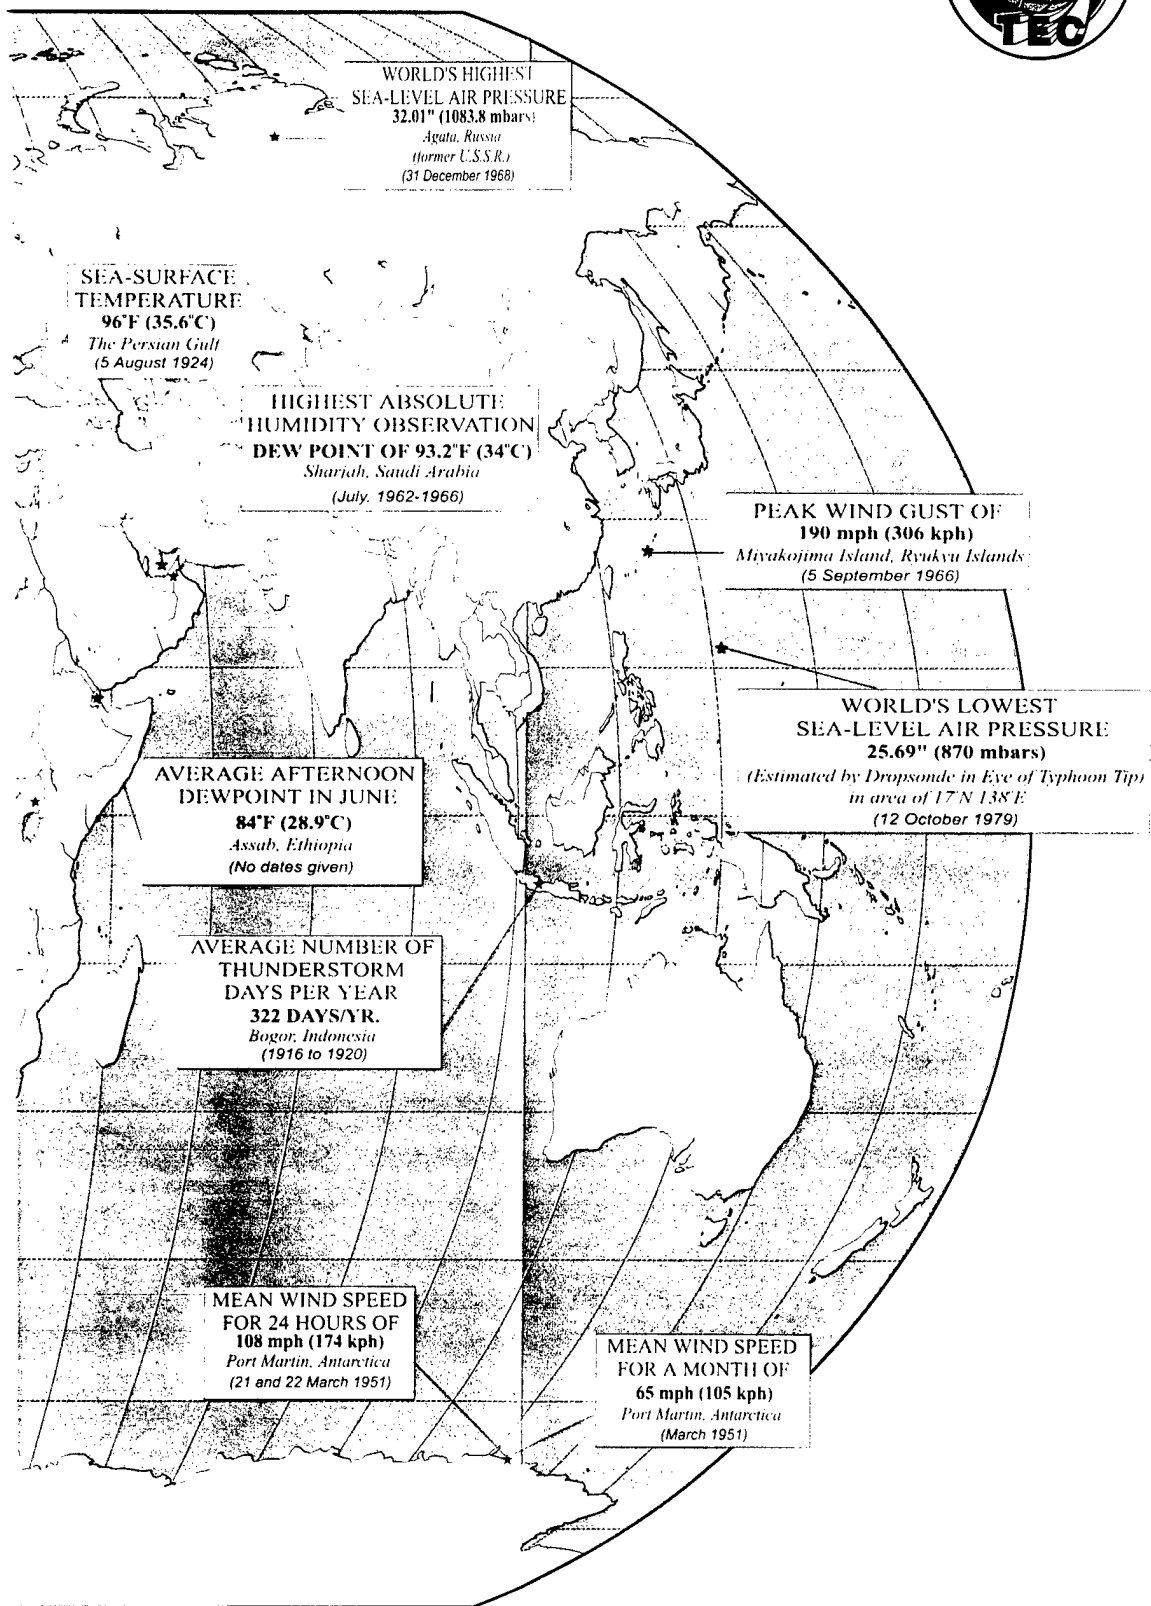 TEC
WORLD'S HIGHEST
SEA-LEVEL AIR PRESSURE
32.01" (1083.8 mbars)
Agata, Russia
(former U.S.S.R.)
(31 December 1968)
SEA-SURFACE
TEMPERATURE
96°F (35.6°C)
The Persian Gulf
(5 August 1924)
HIGHEST ABSOLUTE
HUMIDITY OBSERVATION
DEW POINT OF 93.2°F (34°C)
Sharjah, Saudi Arabia
(July, 1962-1966)
PEAK WIND GUST OF
190 mph (306 kph)
Miyakojima Island, Ryukyu Islands
(5 September 1966)
WORLD'S LOWEST
SEA-LEVEL AIR PRESSURE
25.69" (870 mbars)
(Estimated by Dropsonde in Eye of Typhoon Tip)
in area of 17°N 138°E
(12 October 1979)
AVERAGE AFTERNOON
DEWPOINT IN JUNE
84°F (28.9°C)
Assab, Ethiopia
(No dates given)
AVERAGE NUMBER OF
THUNDERSTORM
DAYS PER YEAR
322 DAYS/YR.
Bogor, Indonesia
(1916 to 1920)
MEAN WIND SPEED
FOR 24 HOURS OF
108 mph (174 kph)
Port Martin, Antarctica
(21 and 22 March 1951)
MEAN WIND SPEED
FOR A MONTH OF
65 mph (105 kph)
Port Martin, Antarctica
(March 1951)